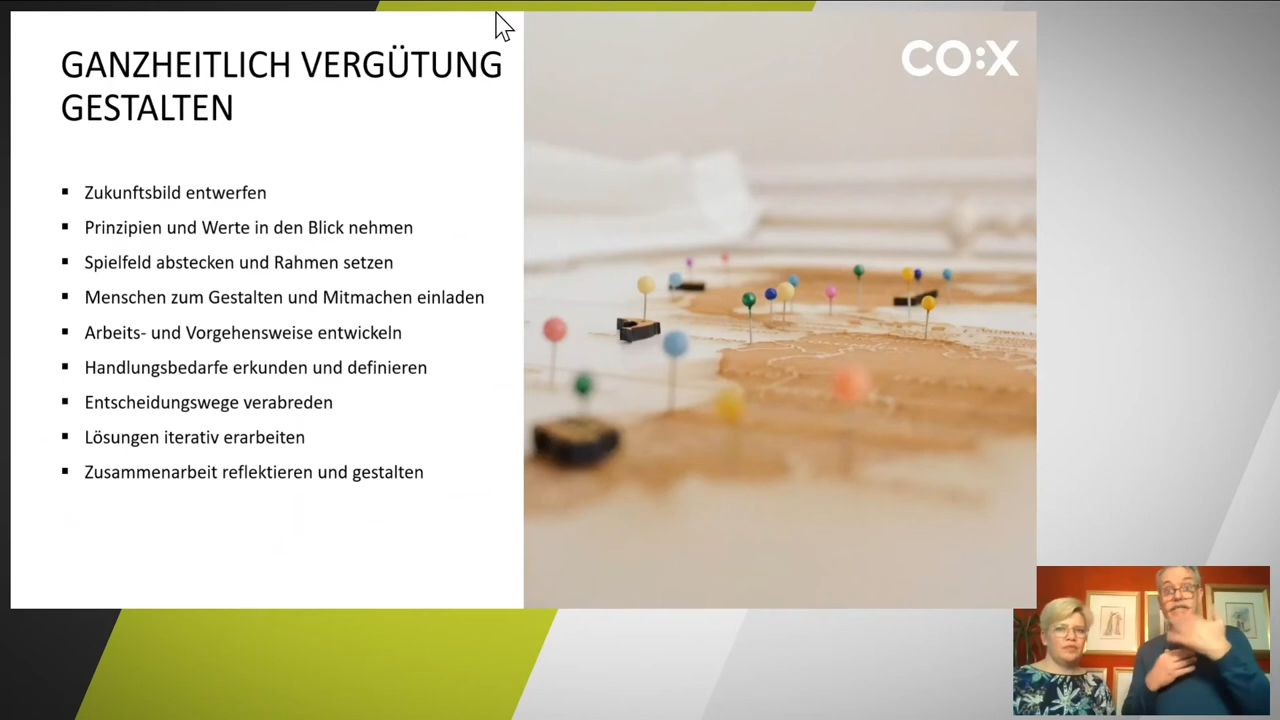 GANZHEITLICH VERGÜTUNG
GESTALTEN
CO:X
▪ Zukunftsbild entwerfen
▪ Prinzipien und Werte in den Blick nehmen
▪ Spielfeld abstecken und Rahmen setzen
▪ Menschen zum Gestalten und Mitmachen einladen
▪ Arbeits- und Vorgehensweise entwickeln
▪ Handlungsbedarfe erkunden und definieren
▪ Entscheidungswege verabreden
▪ Lösungen iterativ erarbeiten
▪ Zusammenarbeit reflektieren und gestalten